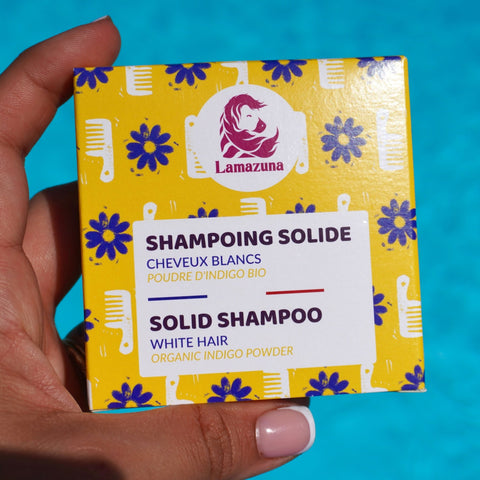 Lamazuna
SHAMPOING SOLIDE
CHEVEUX BLANCS
POUDRE D'INDIGO BIO
SOLID SHAMPOO
WHITE HAIR
ORGANIC INDIGO POWDER